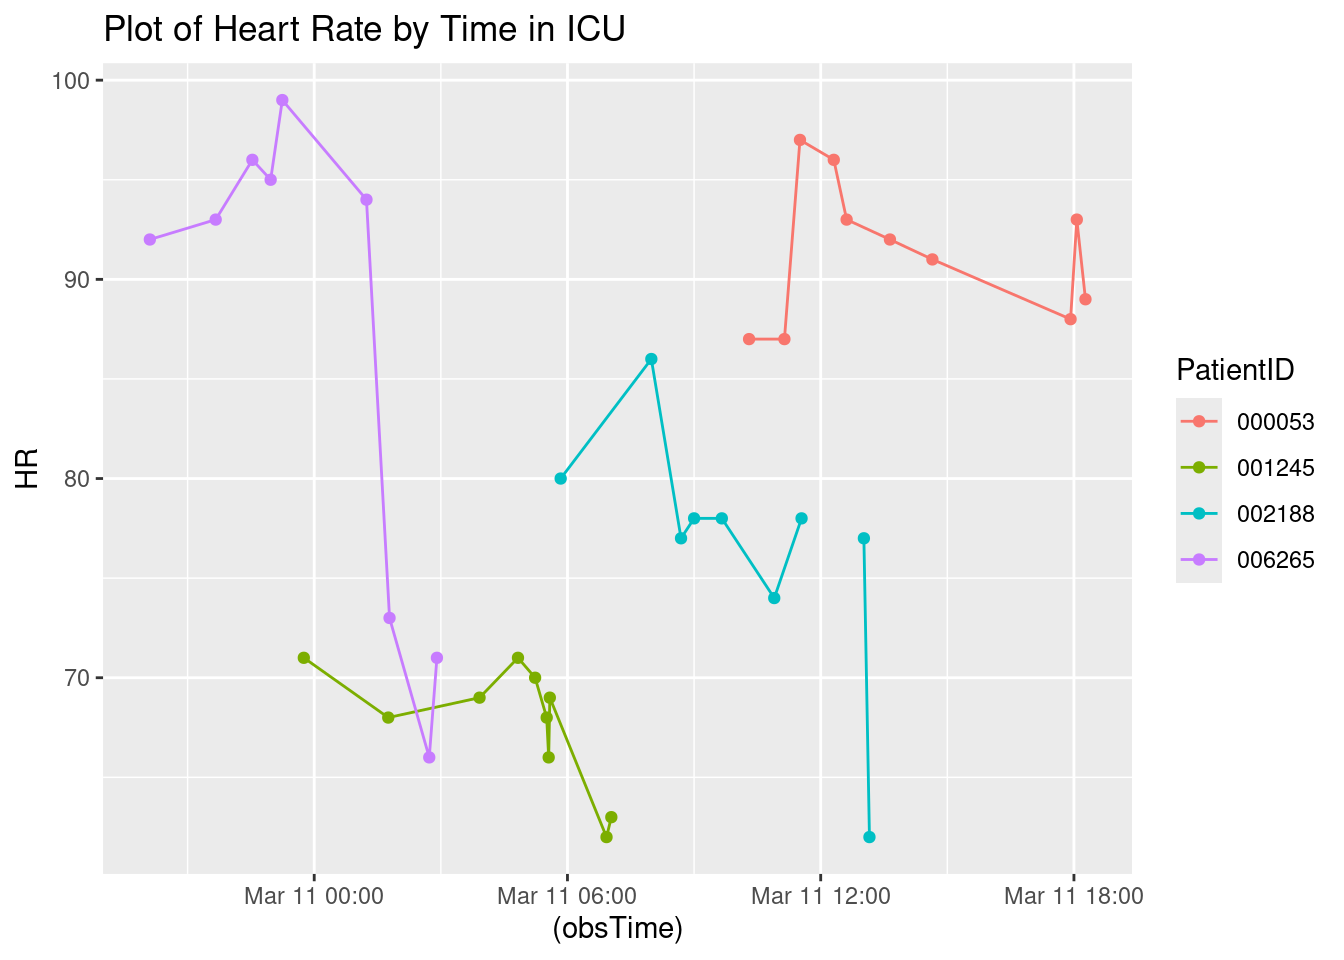 Plot of Heart Rate by Time in ICU
100
90
80
70
HR
Mar 11 00:00
Mar 11 06:00
Mar 11 12:00
Mar 11 18:00
(obsTime)
PatientID
000053
001245
002188
006265